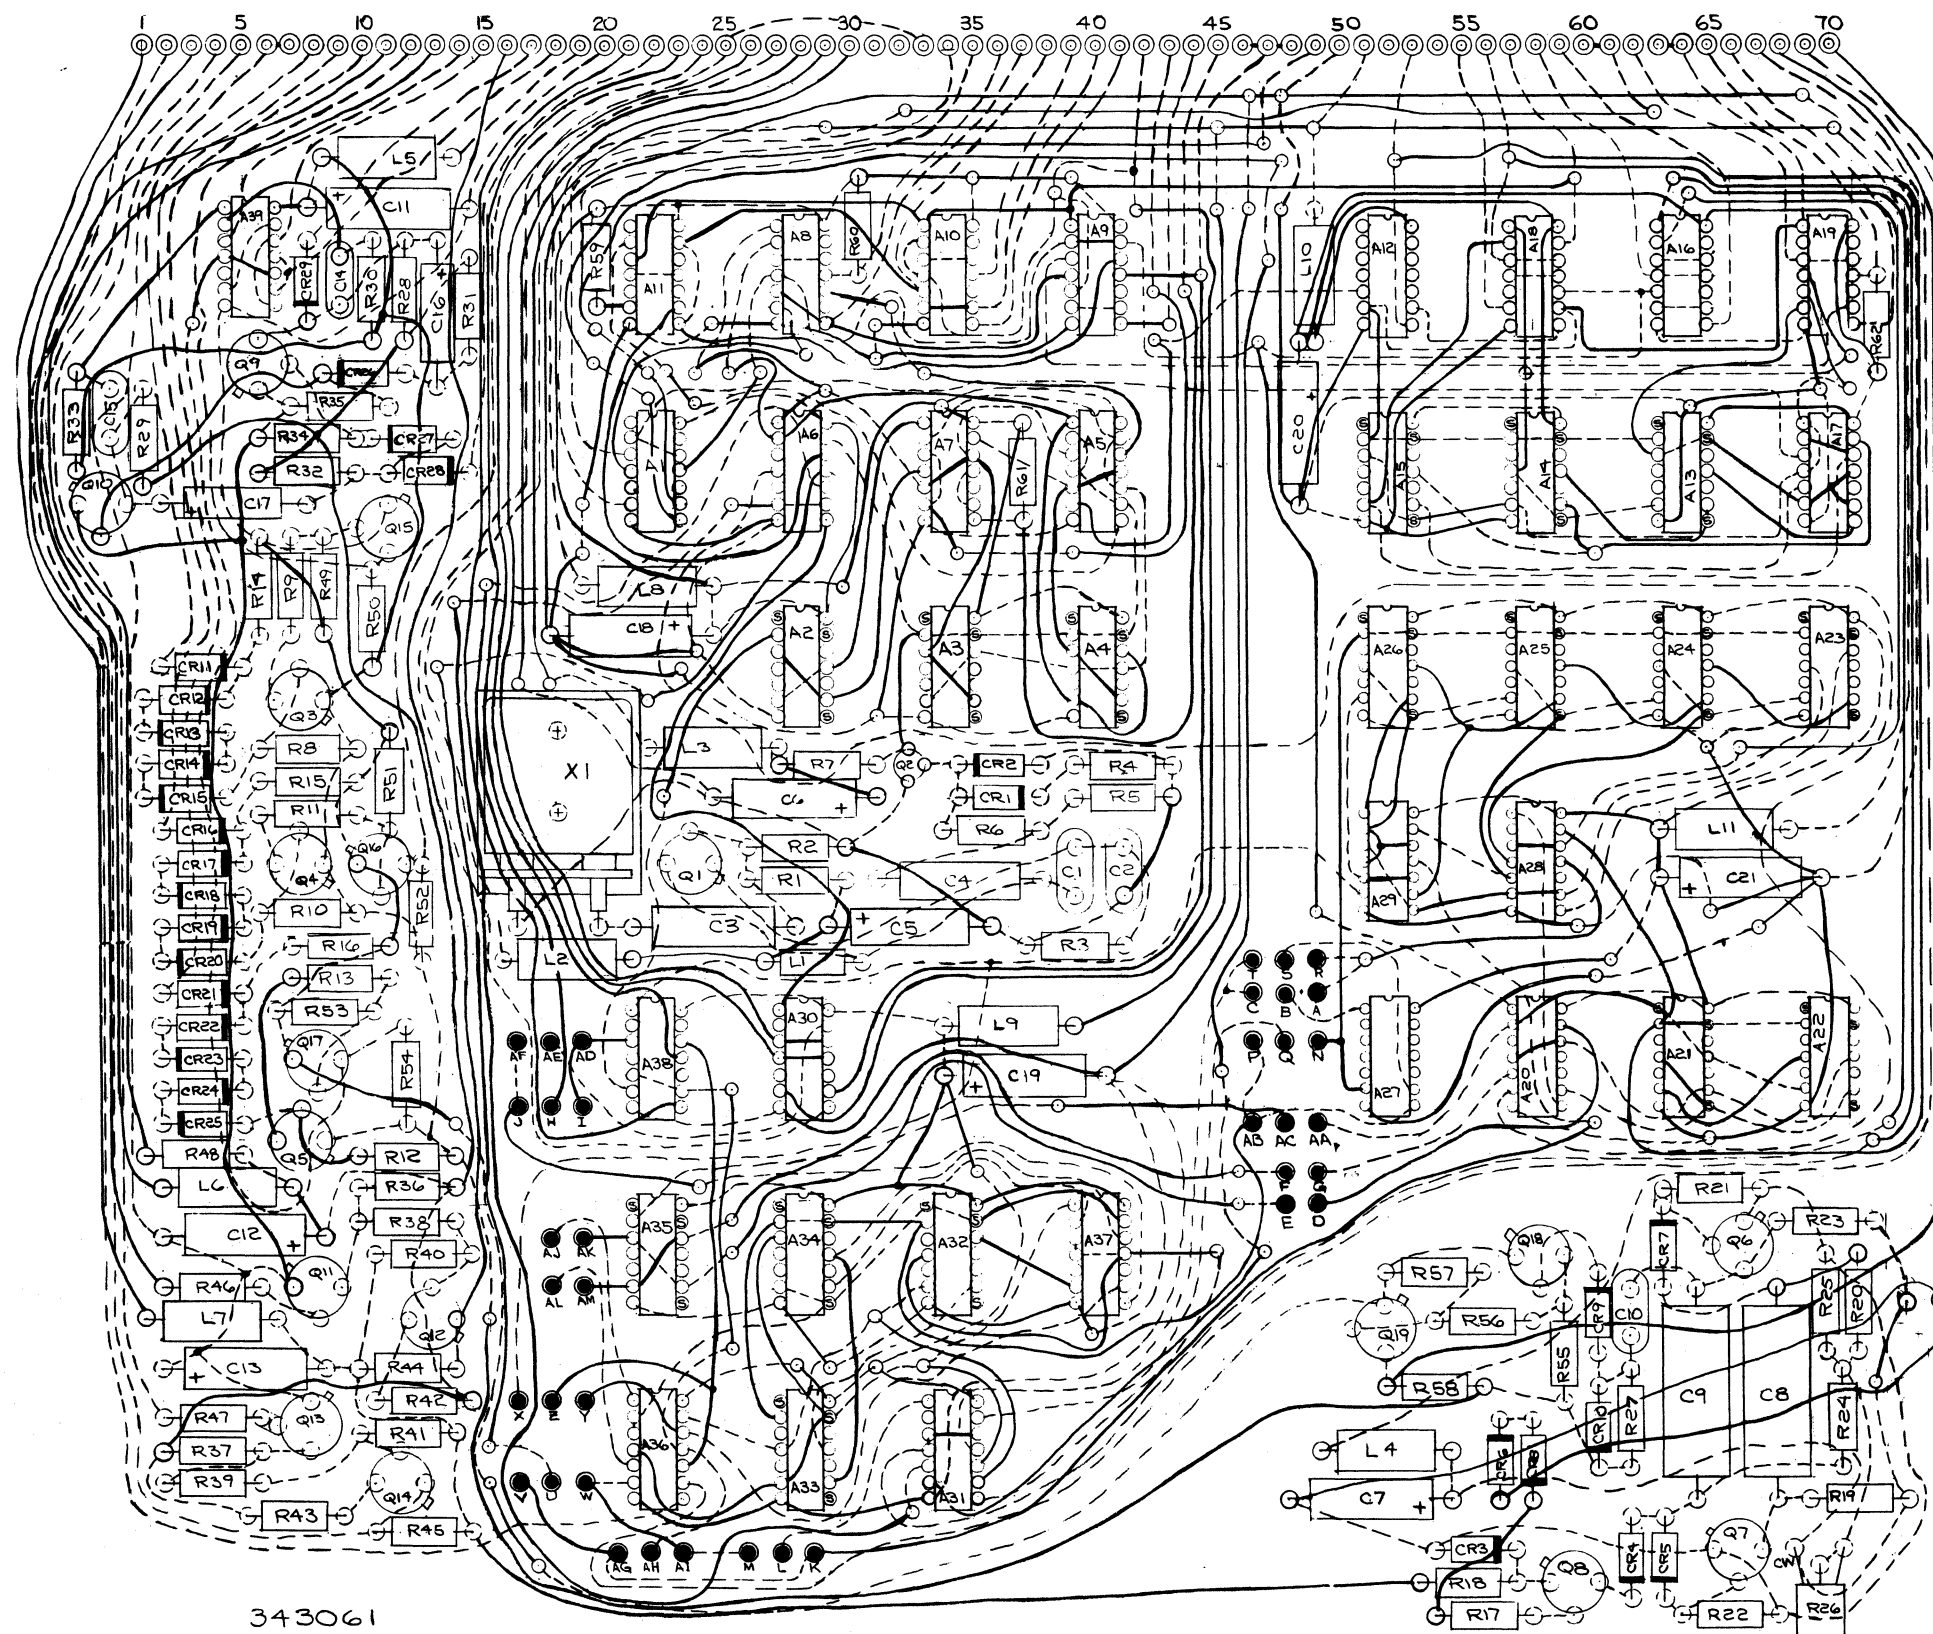 1 5 10 15 20 25 30 35 40 45 50 55 60 65 70
L5
A39 + C11
A11 A8 A10 A9 A12 A18 A16 A19
R59 R60 L10 R62
CR29 C14 R30 R28 C16 + R31
Q9 CR26
R33 C15 R29 R35
R34 CR27
R32 CR28
Q10 + C17 Q15
A1 A6 A7 R61 A5 C20 + A15 A14 A13 A17
R14 R9 R49 R50
L8
C18 +
A2 A3 A4 A26 A25 A24 A23
CR11
CR12 Q3
CR13 R8 L3
CR14 R15 R51 X1 R7 Q2 CR2 R4
CR15 R11 C6 + CR1 R5
CR16 R6 L11
CR17 Q4 Q16 Q1 R2 A29 A28
CR18 R1 C4 C1 C2 + C21
CR19 R10 R52 C3 + C5
CR20 R16 L2 L1 R3
CR21 R13 T S R
CR22 R53 C B A
CR23 Q17 R54 AF AE AD A38 A30 L9 P Q N A27 A20 A21 A22
CR24 + C19
CR25 J H I AB AC AA
R48 Q5 R12 F G
L6 R36 E D
C12 + R38 R40 AJ AK A35 A34 A32 A37
R46 Q11 AL AM
L7 Q12
+ C13 R44
R47 Q13 R42 X Z Y
R37 R41 A36 A33 A31
R39 Q14 V U W
R43 R45
AG AH AI M L K
R21
CR7 Q6 R23
Q18 R57
Q19 R56 CR9 C10 R25 R20
R55 R58 C9 C8
CR10 R27 R24
L4 CR6 CR8
C7 + R19
CR3 CR4 CR5 Q7 CW
R18 Q8
R17 R22 R26
343061